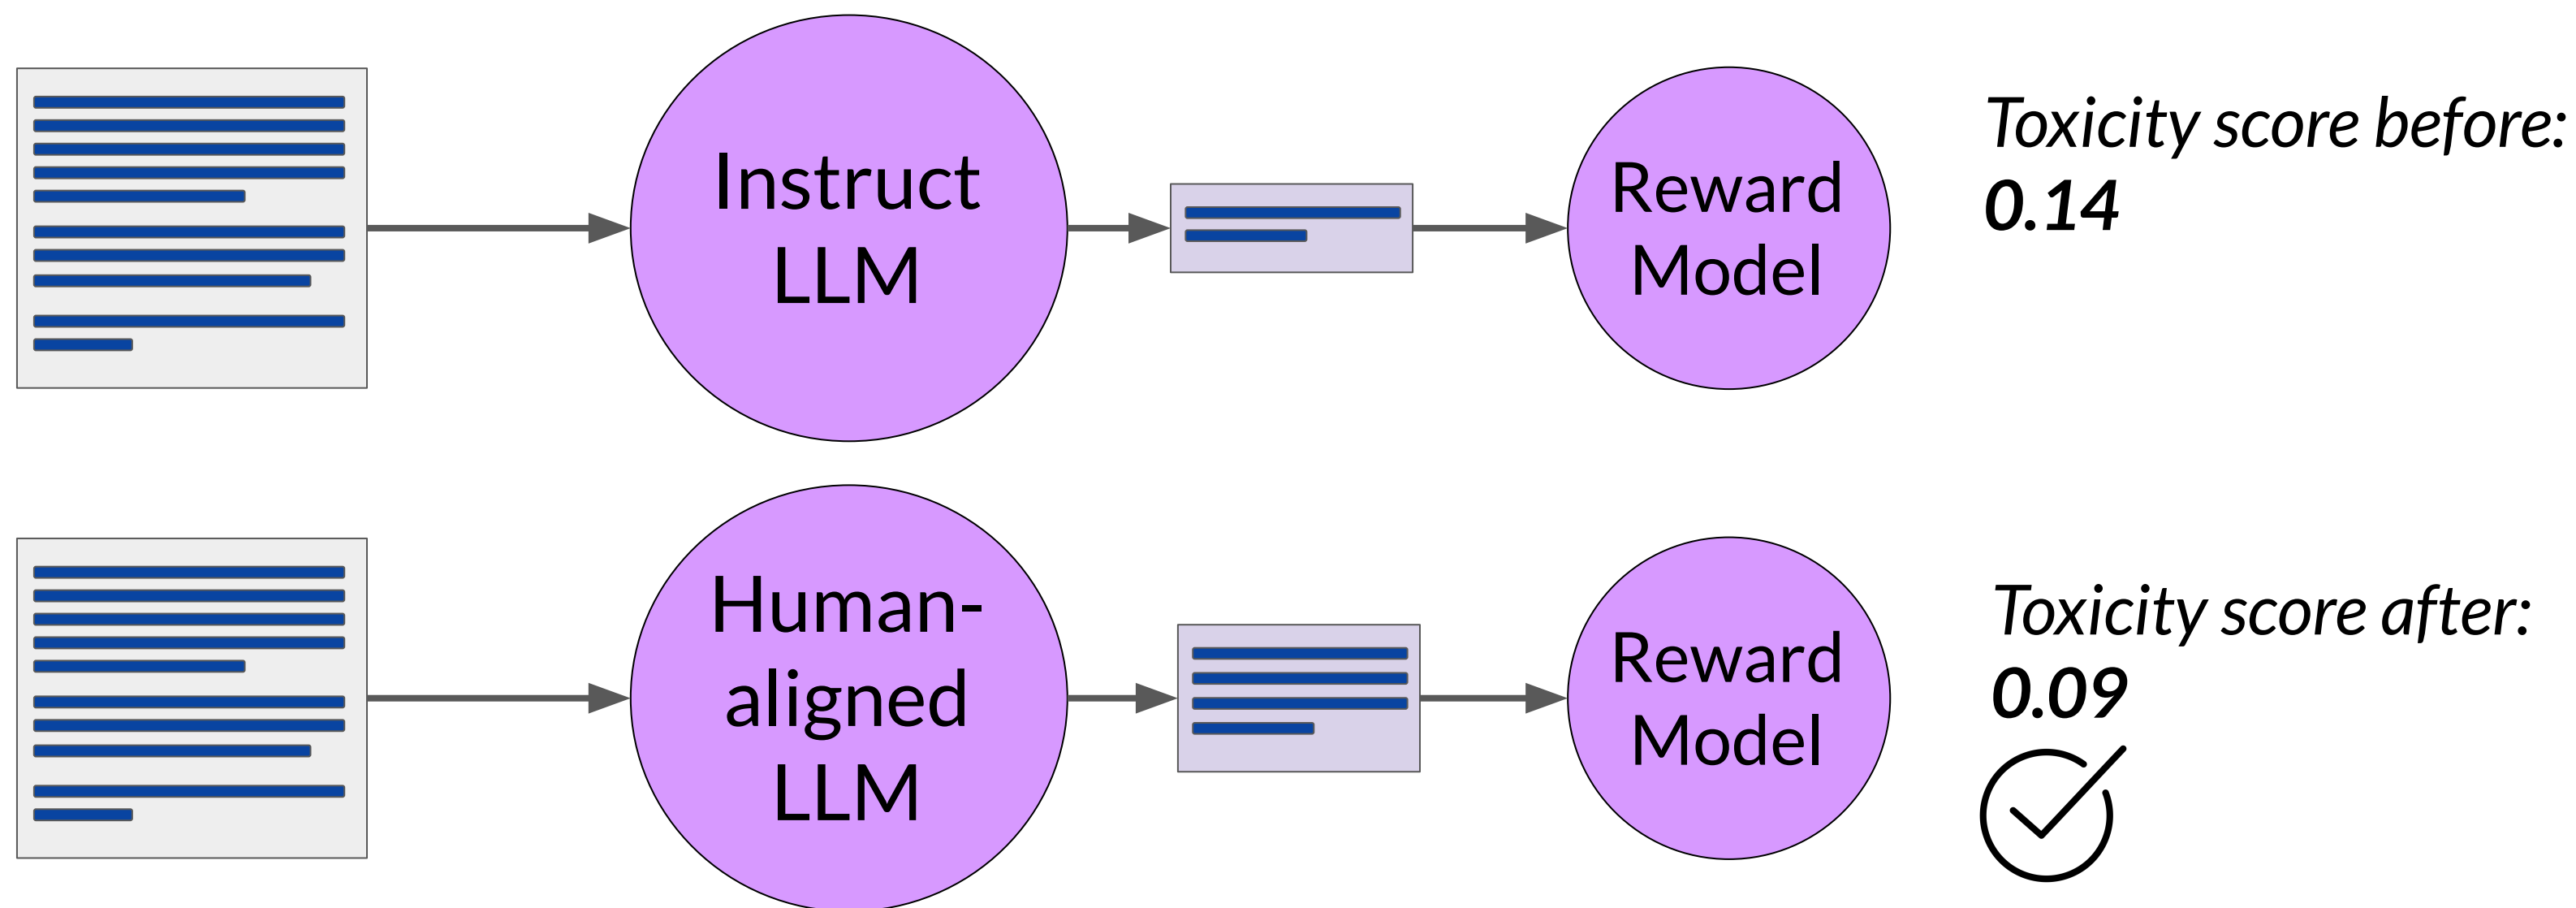 Instruct
LLM
Reward
Model
Toxicity score before:
0.14
Human-
aligned
LLM
Reward
Model
Toxicity score after:
0.09